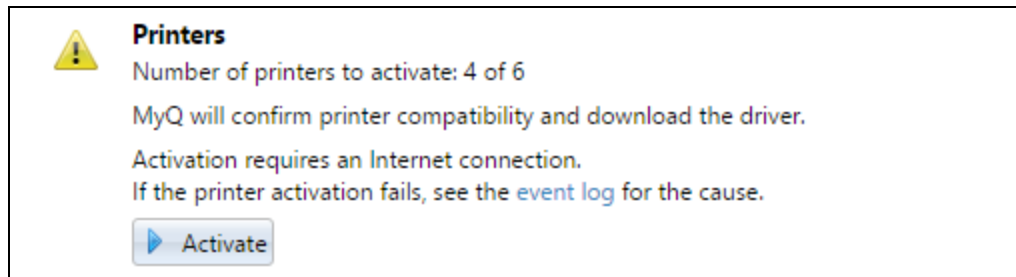 Printers
Number of printers to activate: 4 of 6
MyQ will confirm printer compatibility and download the driver.
Activation requires an Internet connection.
If the printer activation fails, see the event log for the cause.
Activate